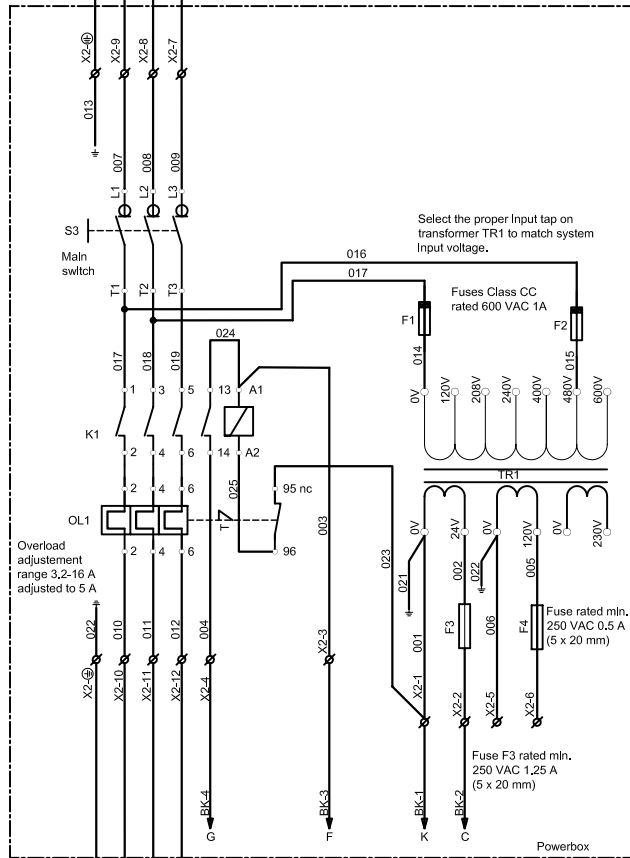 X2-
X2-9
X2-8
X2-7
013
007
008
009
L1
L2
L3
S3
Main
switch
T1
T2
T3
Select the proper Input tap on
transformer TR1 to match system
Input voltage.
016
017
Fuses Class CC
rated 600 VAC 1A
F1
F2
014
015
024
017
018
019
0V
120V
208V
240V
400V
480V
600V
1
3
5
13
A1
K1
2
4
6
14
A2
025
TR1
2
4
6
95 nc
OL1
T
0V
24V
0V
120V
0V
230V
2
4
6
96
Overload
adjustement
range 3.2-16 A
adjusted to 5 A
003
023
021
002
022
005
022
010
011
012
004
001
F3
006
F4
Fuse rated mIn.
250 VAC 0.5 A
(5 x 20 mm)
X2-
X2-10
X2-11
X2-12
X2-4
X2-3
X2-1
X2-2
X2-5
X2-6
Fuse F3 rated mIn.
250 VAC 1.25 A
(5 x 20 mm)
BK-4
BK-3
BK-1
BK-2
G
F
K
C
Powerbox